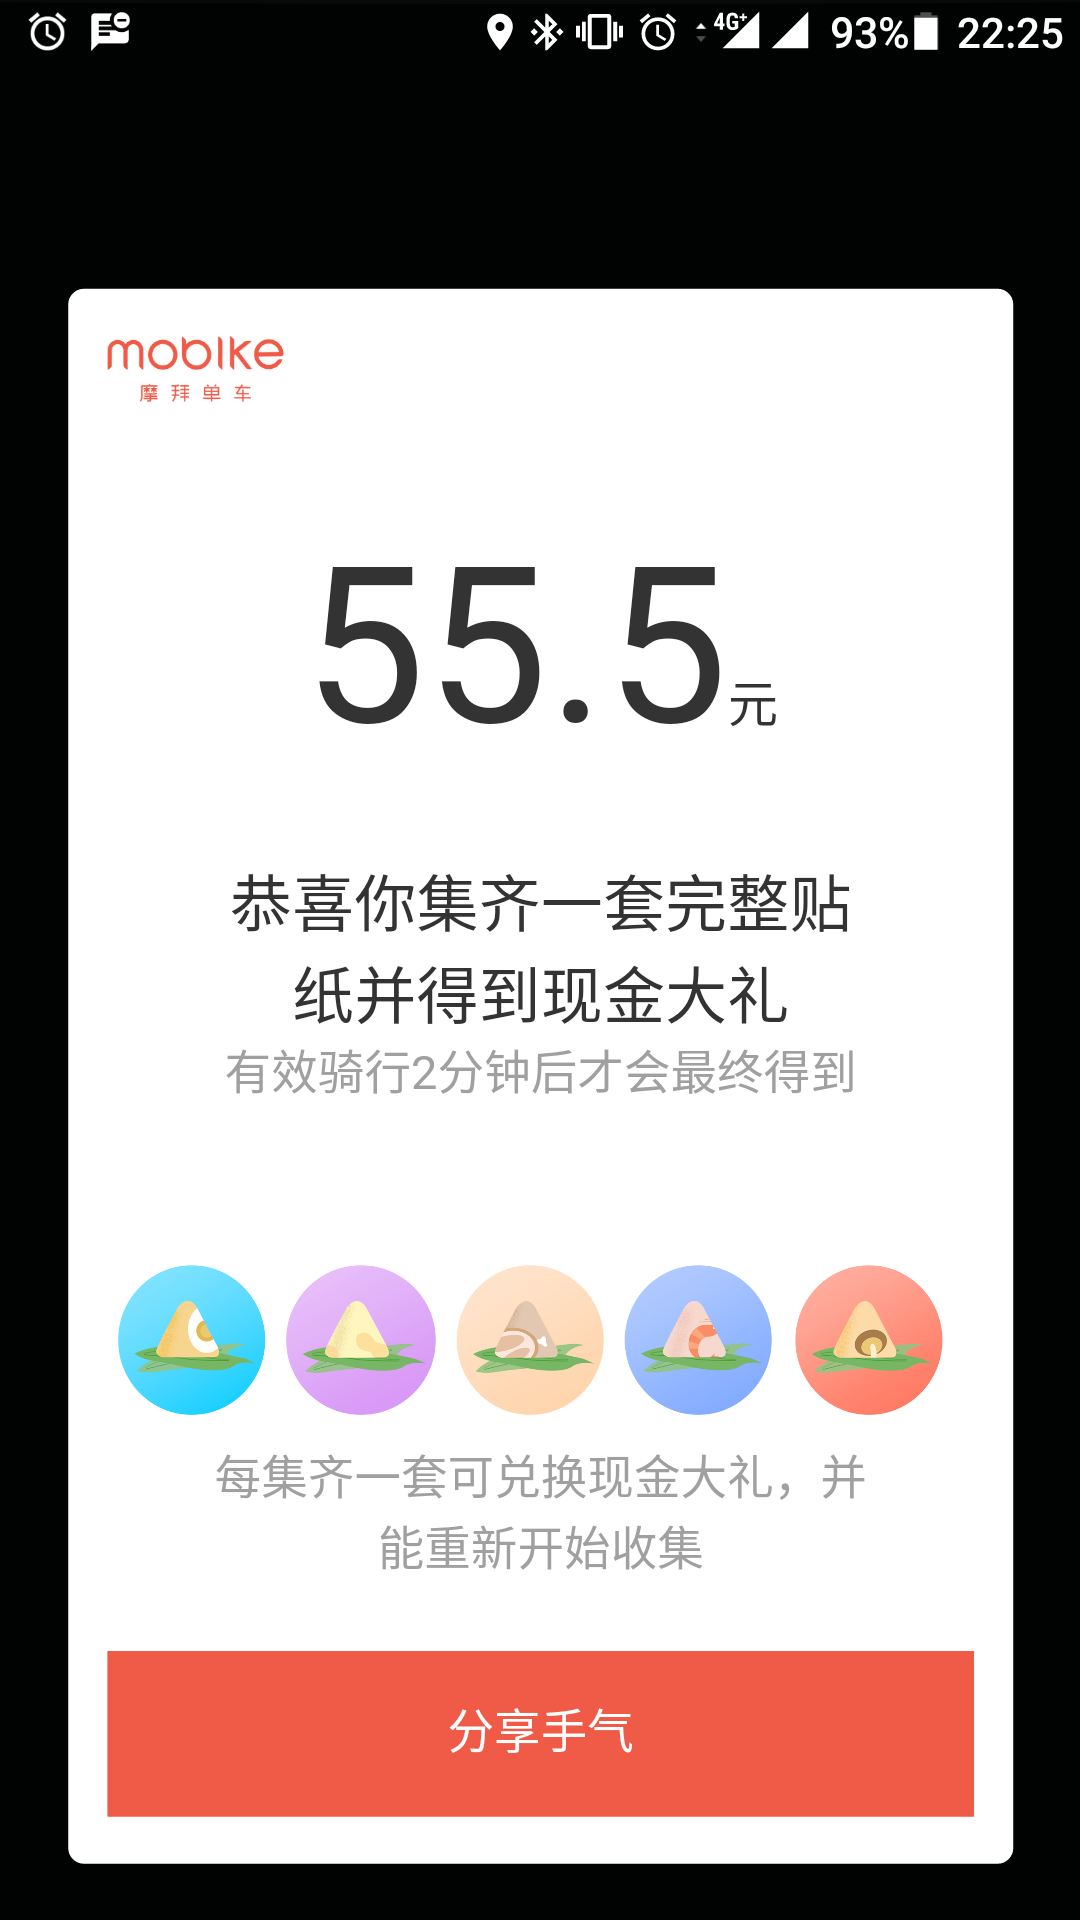 4G+ 93% 22:25
mobike
摩拜单车
55.5元
恭喜你集齐一套完整贴
纸并得到现金大礼
有效骑行2分钟后才会最终得到
每集齐一套可兑换现金大礼，并
能重新开始收集
分享手气